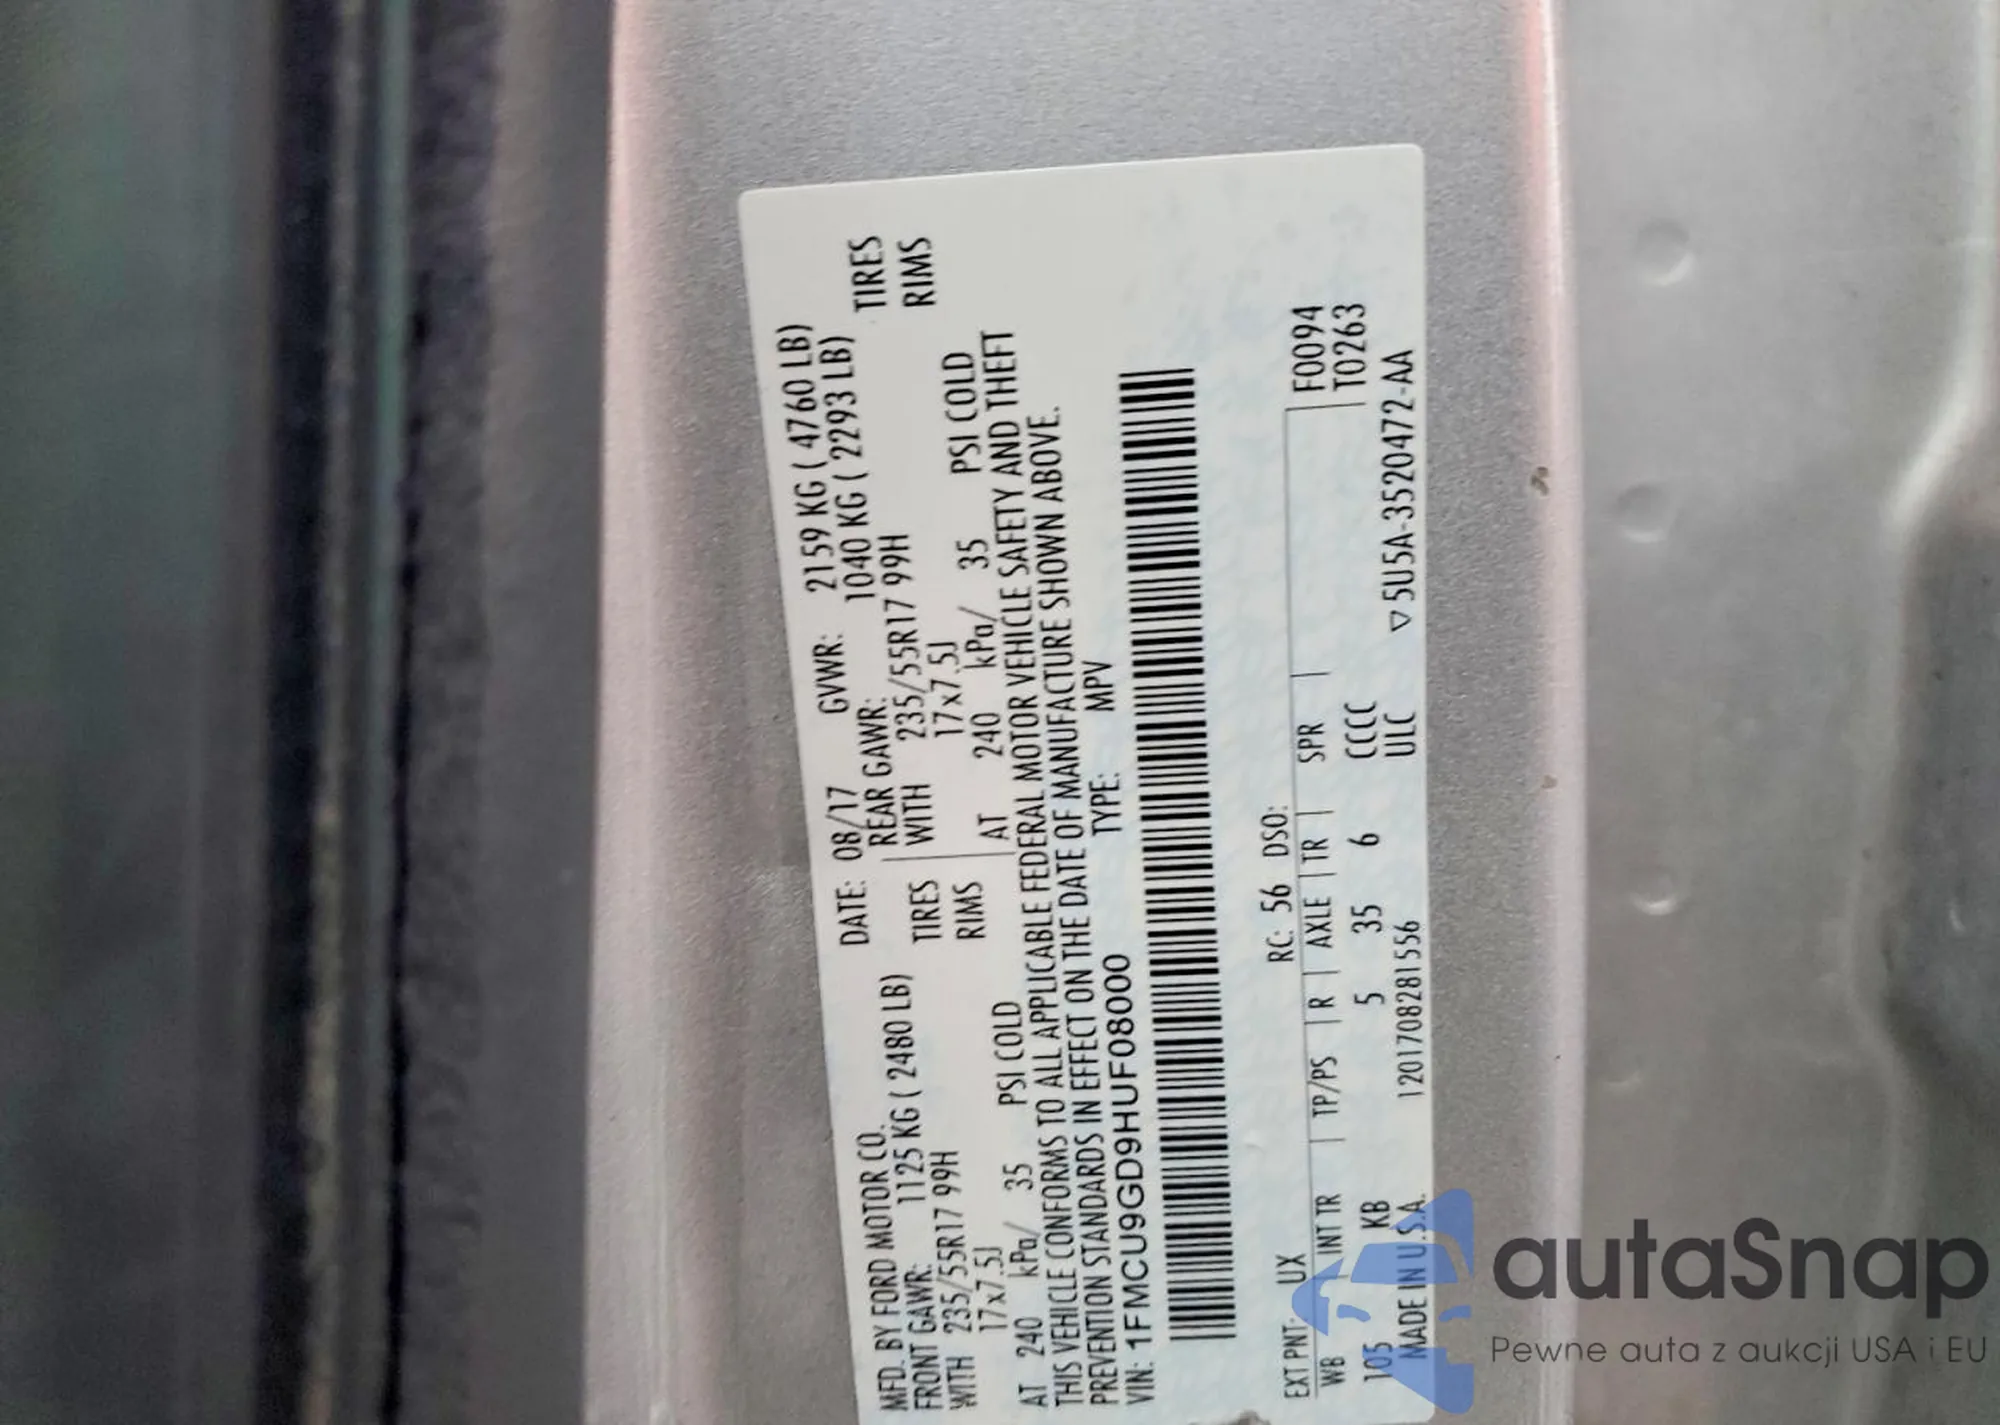 MFD. BY FORD MOTOR CO. DATE: 08/17 GVWR: 2159 KG ( 4760 LB)
FRONT GAWR: 1125 KG ( 2480 LB) REAR GAWR: 1040 KG ( 2293 LB)
WITH 235/55R17 99H TIRES WITH 235/55R17 99H TIRES
17x7.5J RIMS 17x7.5J RIMS
AT 240 kPa/ 35 PSI COLD AT 240 kPa/ 35 PSI COLD
THIS VEHICLE CONFORMS TO ALL APPLICABLE FEDERAL MOTOR VEHICLE SAFETY AND THEFT
PREVENTION STANDARDS IN EFFECT ON THE DATE OF MANUFACTURE SHOWN ABOVE.
VIN: 1FMCU9GD9HUF08000 TYPE: MPV
EXT PNT: UX RC: 56 DSO:
WB INT TR TP/PS R AXLE TR SPR F0094
105 KB 5 35 6 CCCC T0263
MADE IN U.S.A. 1201708281556 ULC ▽5U5A-3520472-AA
autaSnap
Pewne auta z aukcji USA i EU